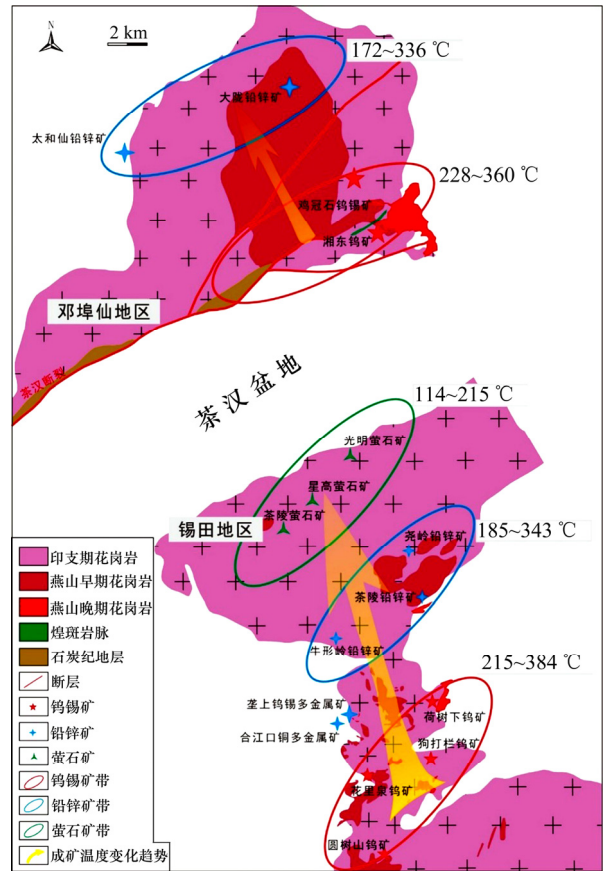 N
2 km
172~336 ℃
大陇铅锌矿
太和仙铅锌矿
228~360 ℃
鸡冠石钨锡矿
湘东钨矿
邓埠仙地区
茶汉断裂
茶汉盆地
114~215 ℃
光明萤石矿
星高萤石矿
茶陵萤石矿
锡田地区
185~343 ℃
尧岭铅锌矿
茶陵铅锌矿
牛形岭铅锌矿
215~384 ℃
垄上钨锡多金属矿
荷树下钨矿
合江口铜多金属矿
狗打栏钨矿
花里泉钨矿
圆树山钨矿
印支期花岗岩
燕山早期花岗岩
燕山晚期花岗岩
煌斑岩脉
石炭纪地层
断层
钨锡矿
铅锌矿
萤石矿
钨锡矿带
铅锌矿带
萤石矿带
成矿温度变化趋势